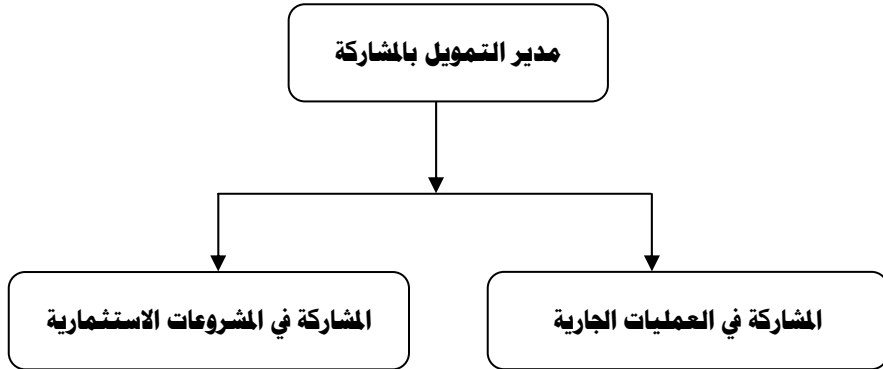 مدير التمويل بالمشاركة
المشاركة في العمليات الجارية
المشاركة في المشروعات الاستثمارية